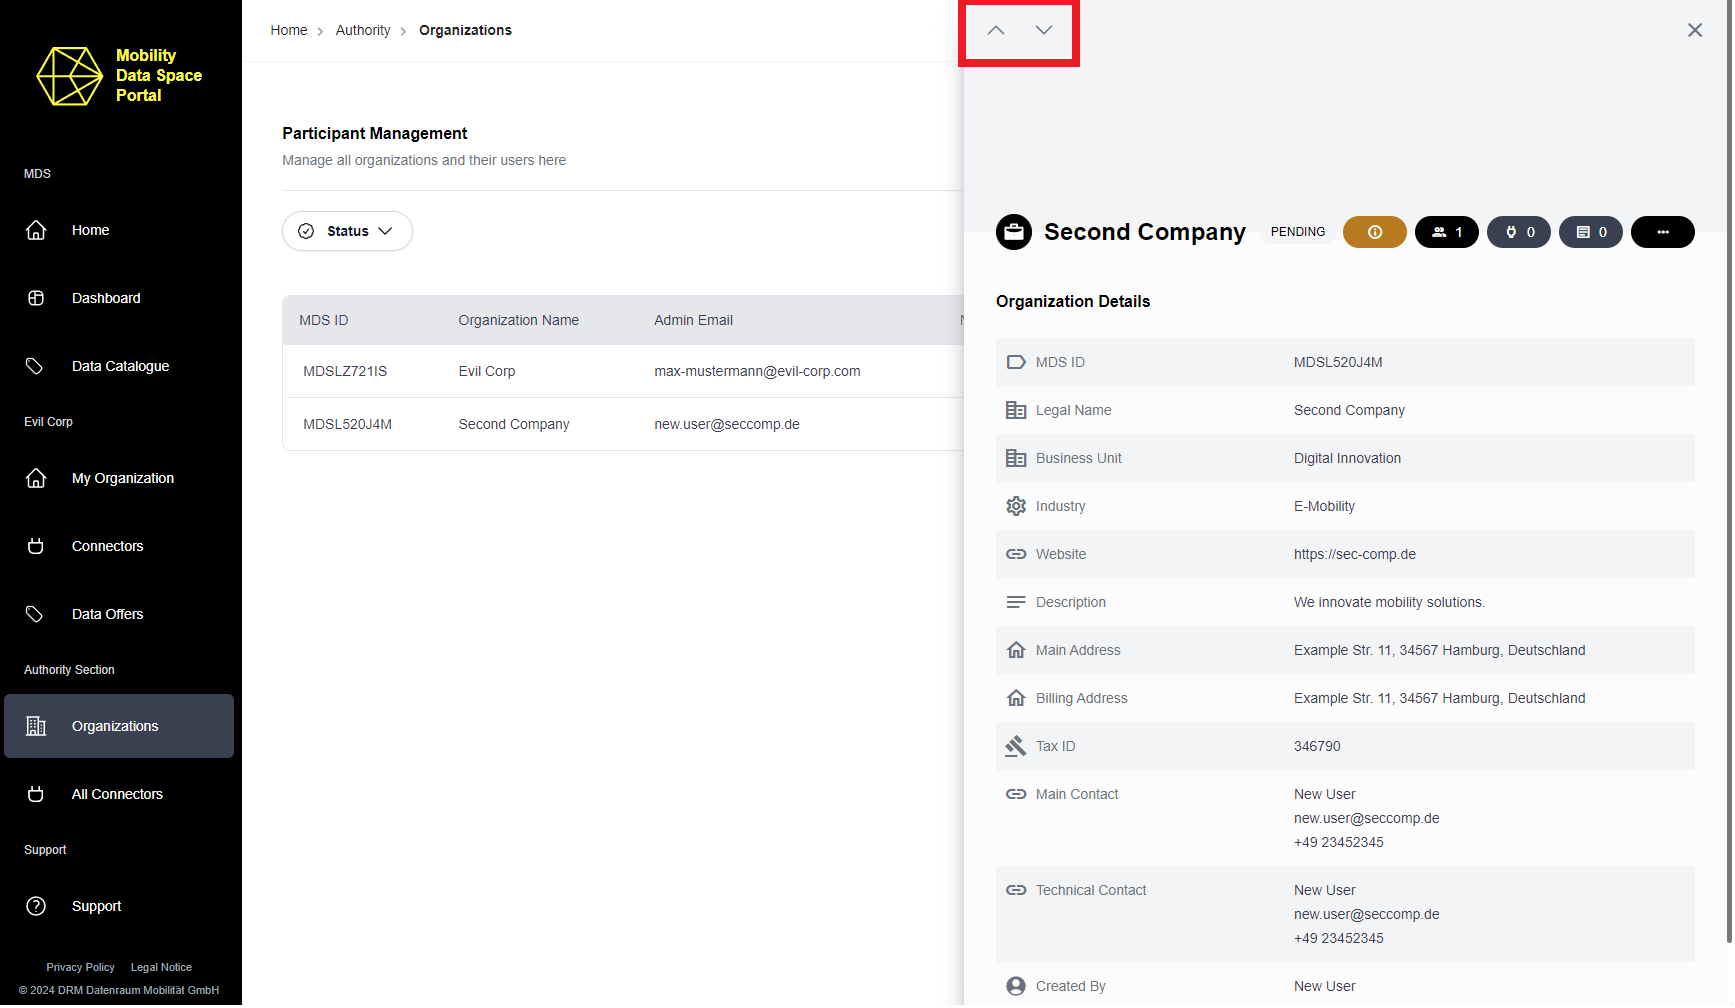 Mobility
Data Space
Portal
MDS
Home
Dashboard
Data Catalogue
Evil Corp
My Organization
Connectors
Data Offers
Authority Section
Organizations
All Connectors
Support
Support
Privacy Policy Legal Notice
© 2024 DRM Datenraum Mobilität GmbH
Home Authority Organizations
Participant Management
Manage all organizations and their users here
Status
MDS ID Organization Name Admin Email
MDSLZ721IS Evil Corp max-mustermann@evil-corp.com
MDSL520J4M Second Company new.user@seccomp.de
Second Company PENDING 1 0 0
Organization Details
MDS ID MDSL520J4M
Legal Name Second Company
Business Unit Digital Innovation
Industry E-Mobility
Website https://sec-comp.de
Description We innovate mobility solutions.
Main Address Example Str. 11, 34567 Hamburg, Deutschland
Billing Address Example Str. 11, 34567 Hamburg, Deutschland
Tax ID 346790
Main Contact New User
new.user@seccomp.de
+49 23452345
Technical Contact New User
new.user@seccomp.de
+49 23452345
Created By New User